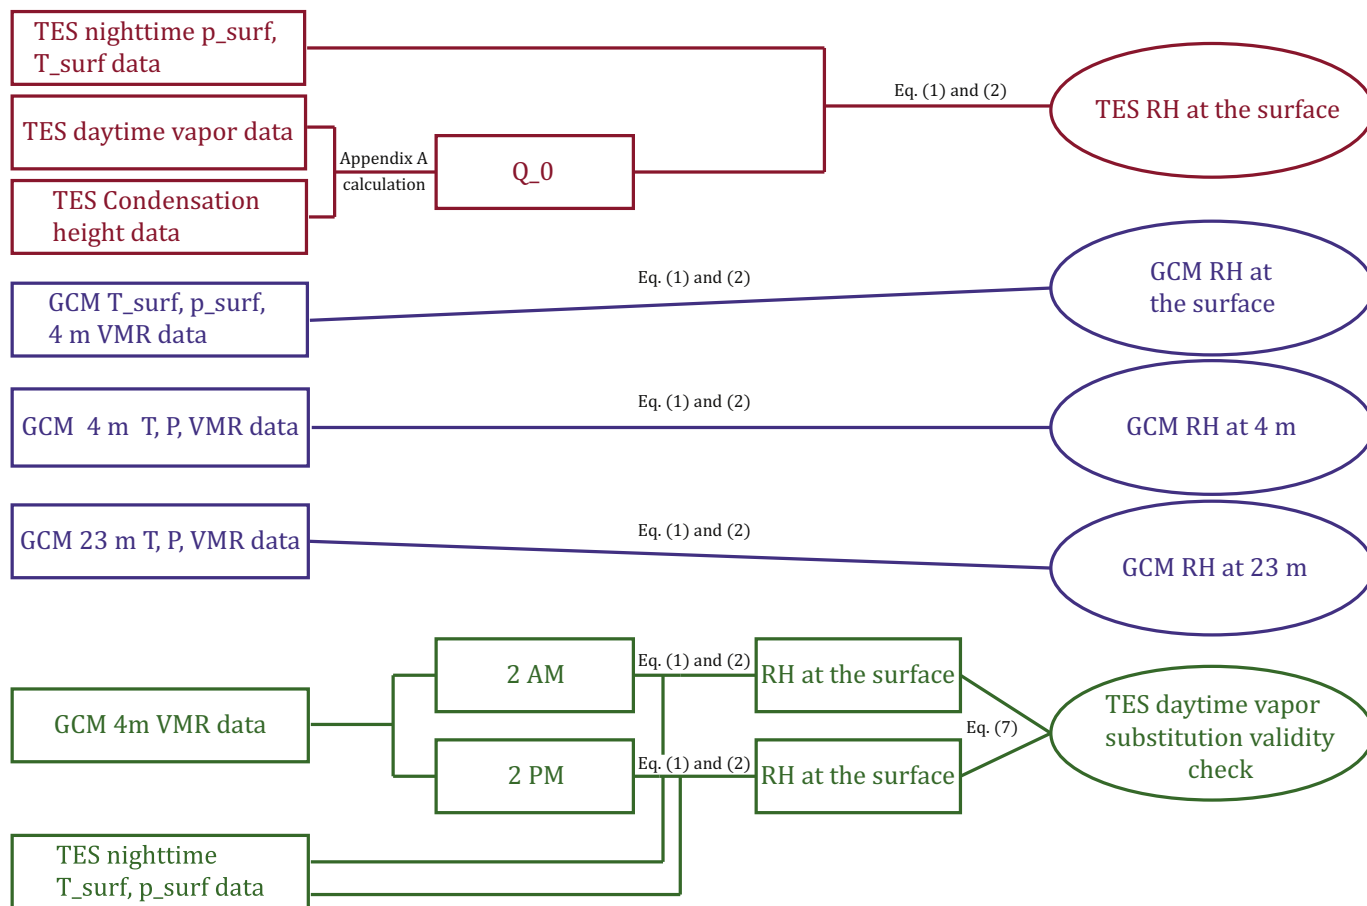 TES nighttime p_surf,
T_surf data
TES daytime vapor data
TES Condensation
height data
Appendix A
calculation
Q_0
Eq. (1) and (2)
TES RH at the surface
GCM T_surf, p_surf,
4 m VMR data
Eq. (1) and (2)
GCM RH at
the surface
GCM 4 m T, P, VMR data
Eq. (1) and (2)
GCM RH at 4 m
GCM 23 m T, P, VMR data
Eq. (1) and (2)
GCM RH at 23 m
GCM 4m VMR data
2 AM
Eq. (1) and (2)
RH at the surface
2 PM
Eq. (1) and (2)
RH at the surface
Eq. (7)
TES daytime vapor
substitution validity
check
TES nighttime
T_surf, p_surf data